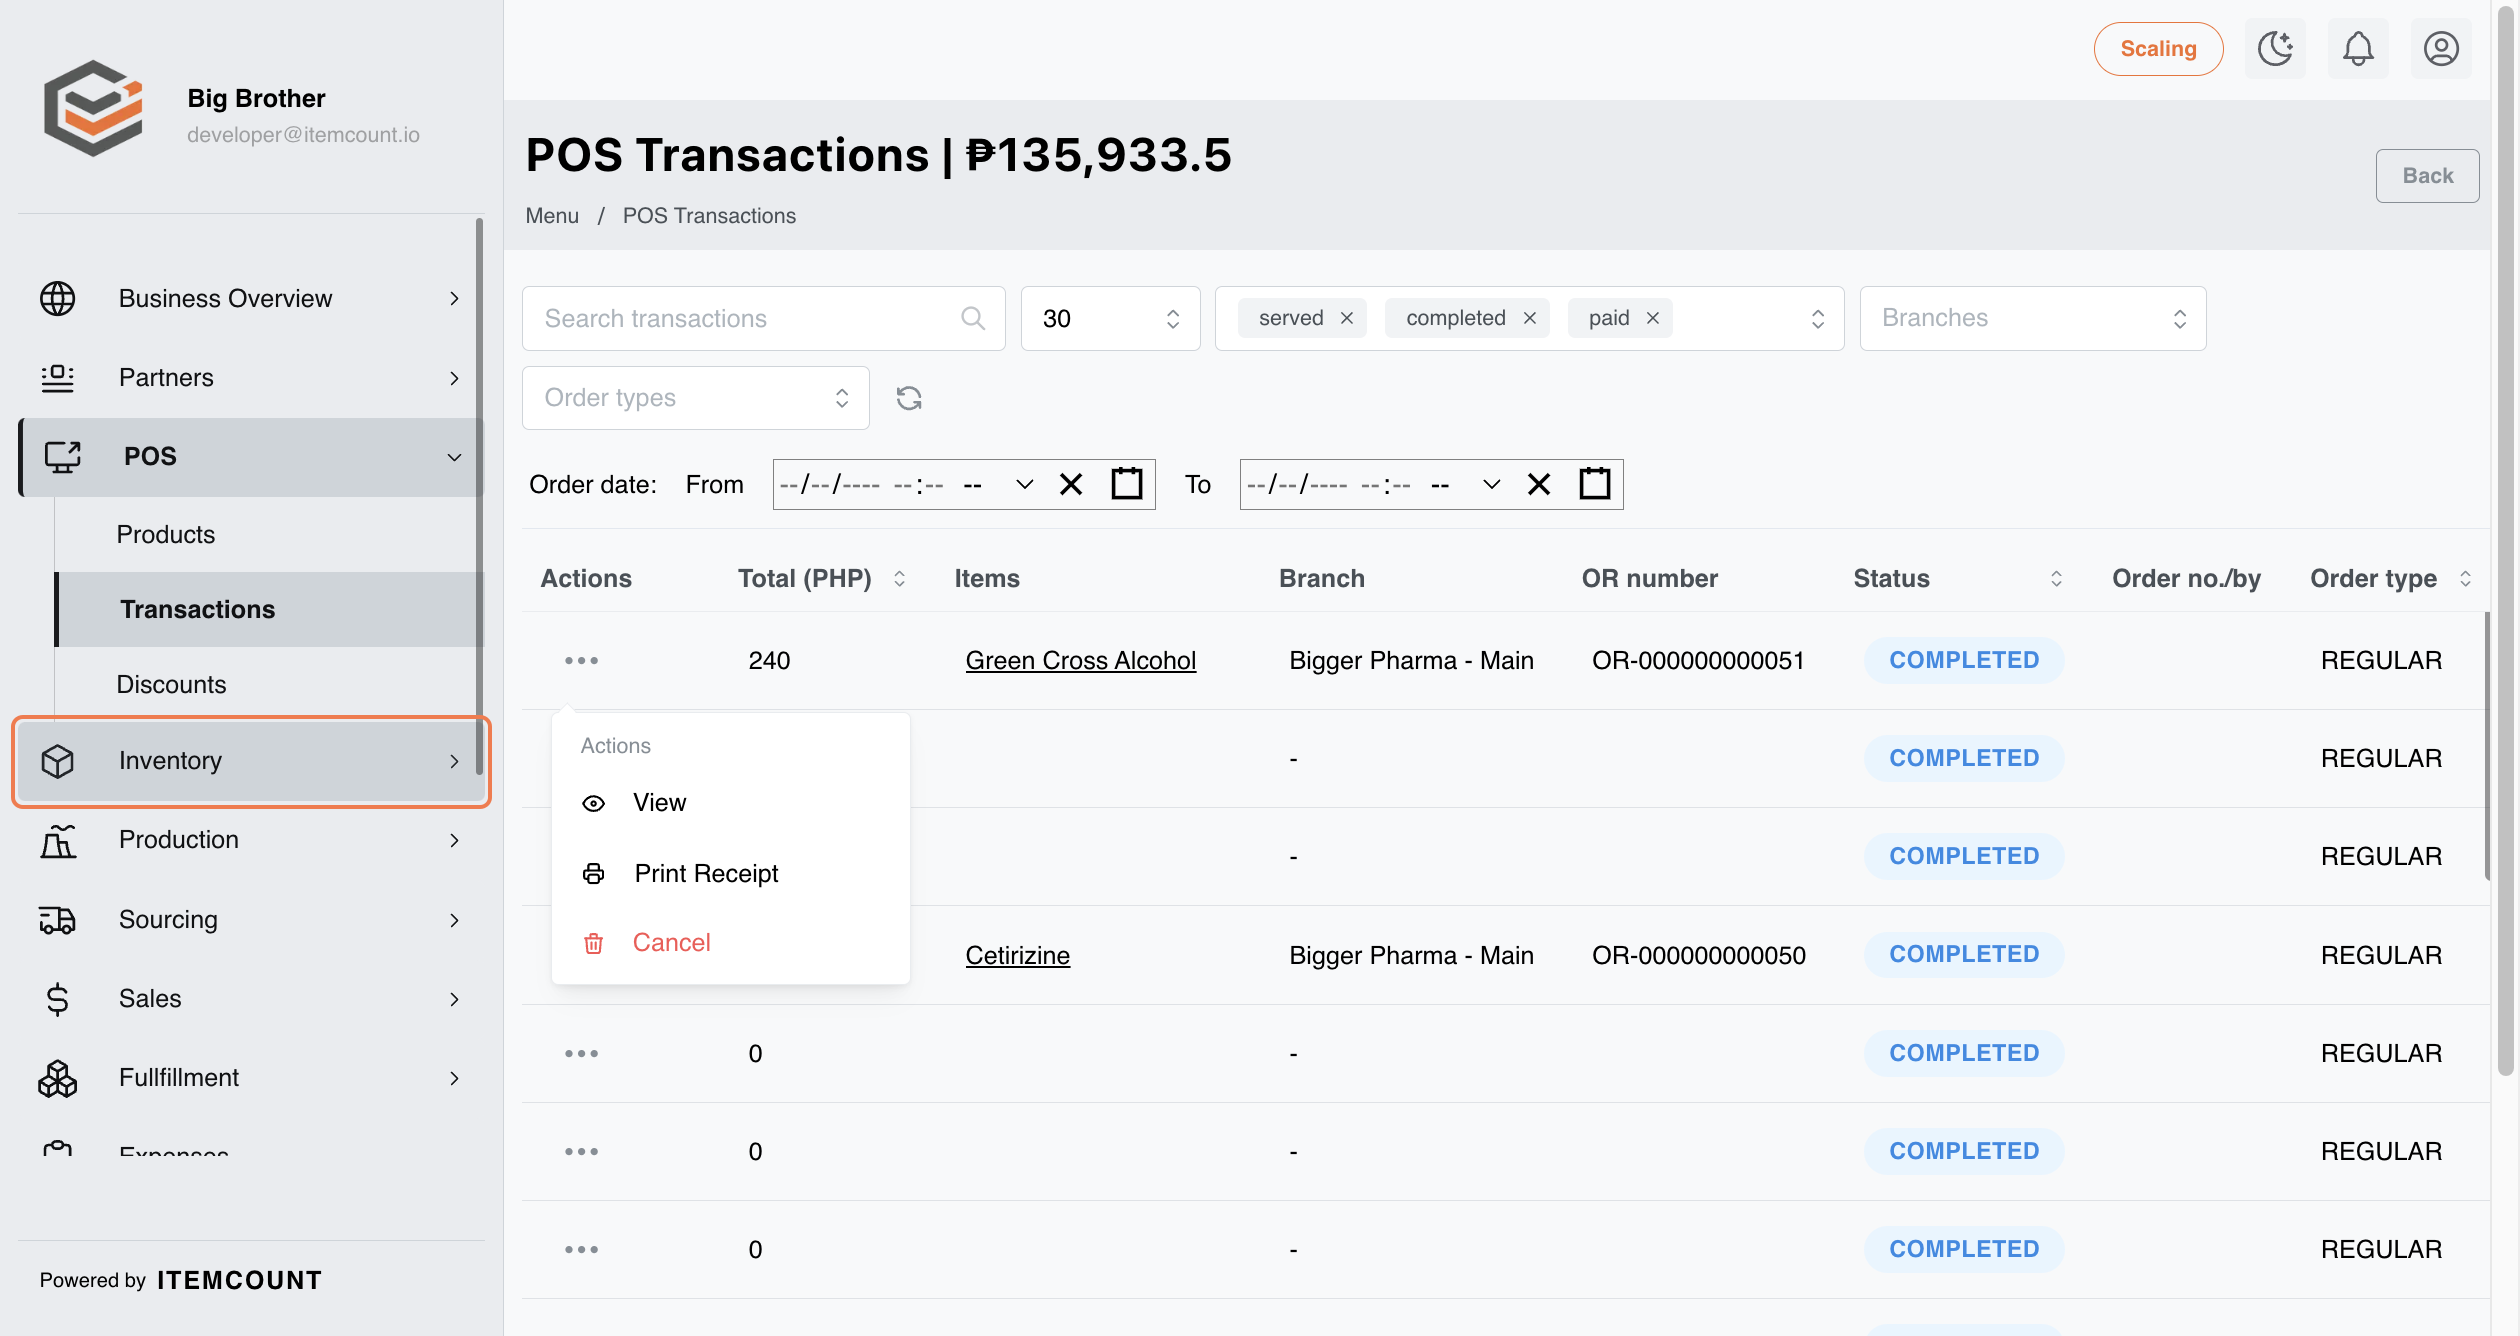 Big Brother
developer@itemcount.io
Business Overview
Partners
POS
Products
Transactions
Discounts
Inventory
Production
Sourcing
Sales
Fullfillment
Expenses
Powered by ITEMCOUNT
Scaling
POS Transactions | ₱135,933.5
Back
Menu / POS Transactions
Search transactions
30
served × completed × paid ×
Branches
Order types
Order date: From --/--/---- --:-- -- To --/--/---- --:-- --
Actions Total (PHP) Items Branch OR number Status Order no./by Order type
240 Green Cross Alcohol Bigger Pharma - Main OR-000000000051 COMPLETED REGULAR
- COMPLETED REGULAR
- COMPLETED REGULAR
Cetirizine Bigger Pharma - Main OR-000000000050 COMPLETED REGULAR
0 - COMPLETED REGULAR
0 - COMPLETED REGULAR
0 - COMPLETED REGULAR
Actions
View
Print Receipt
Cancel